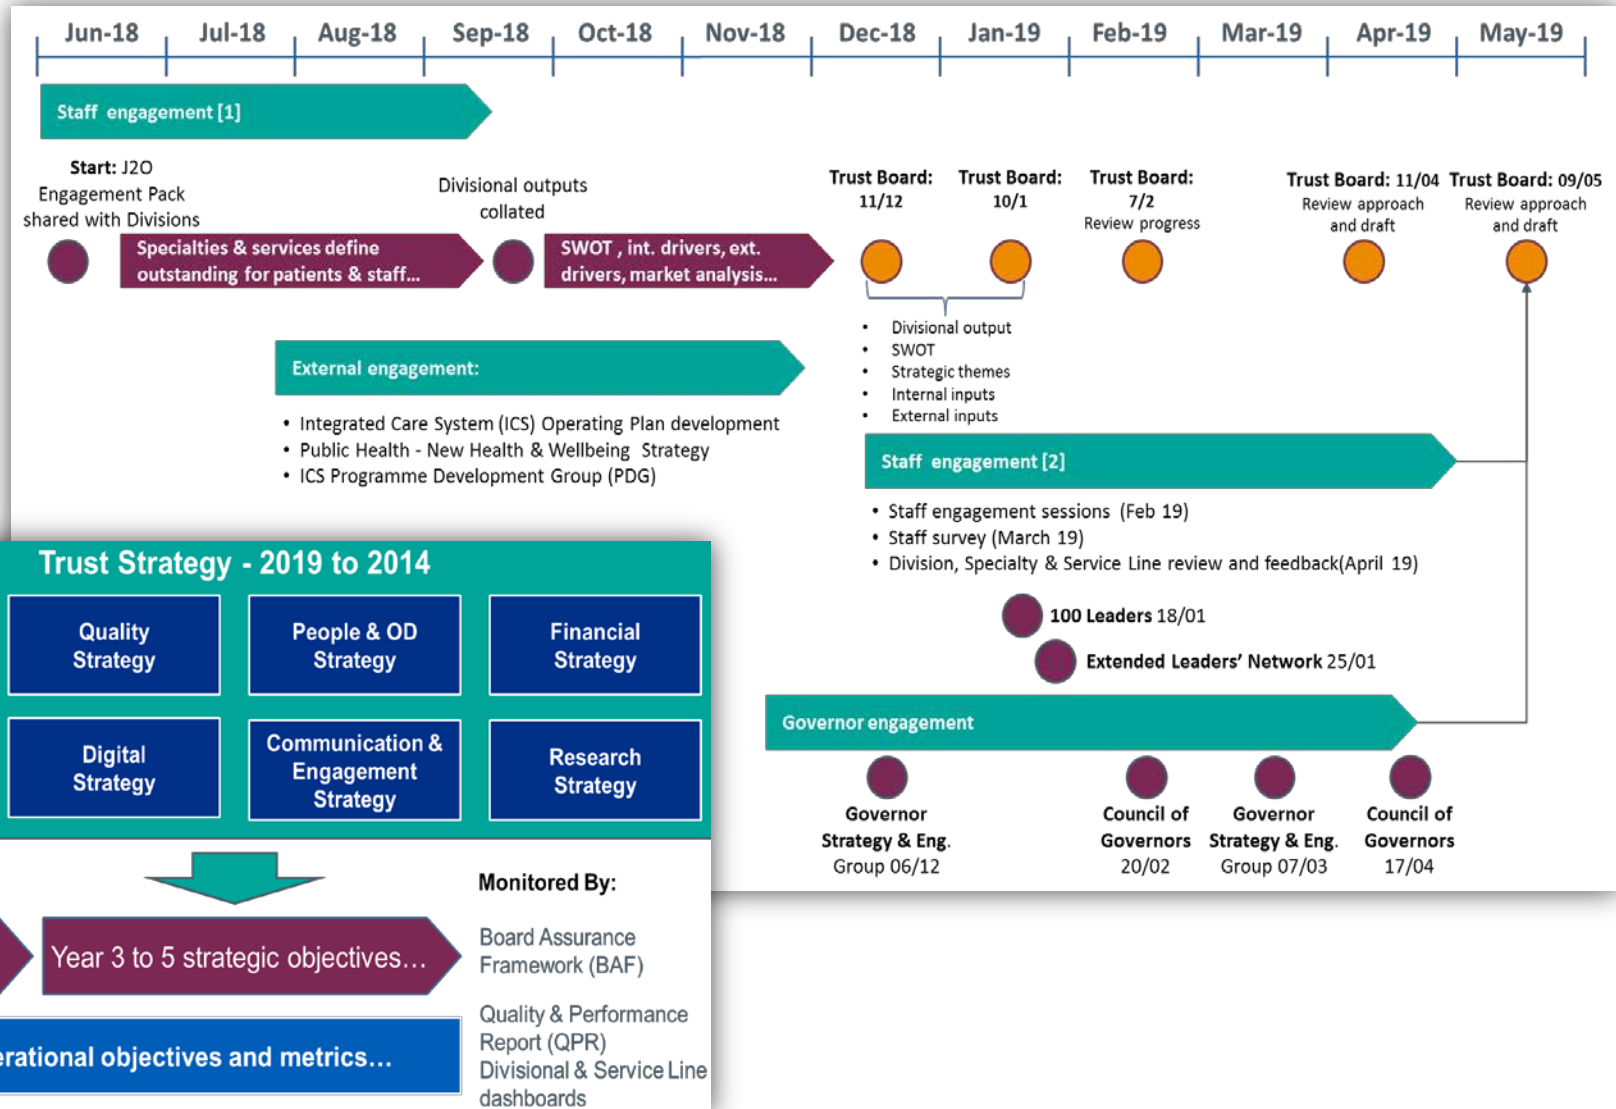 Jun-18 Jul-18 Aug-18 Sep-18 Oct-18 Nov-18 Dec-18 Jan-19 Feb-19 Mar-19 Apr-19 May-19
Staff engagement [1]
Start: J2O
Engagement Pack
shared with Divisions
Specialties & services define
outstanding for patients & staff...
Divisional outputs
collated
SWOT , int. drivers, ext.
drivers, market analysis...
Trust Board:
11/12
Trust Board:
10/1
Trust Board:
7/2
Review progress
Trust Board: 11/04
Review approach
and draft
Trust Board: 09/05
Review approach
and draft
• Divisional output
• SWOT
• Strategic themes
• Internal inputs
• External inputs
External engagement:
• Integrated Care System (ICS) Operating Plan development
• Public Health - New Health & Wellbeing Strategy
• ICS Programme Development Group (PDG)
Staff engagement [2]
• Staff engagement sessions (Feb 19)
• Staff survey (March 19)
• Division, Specialty & Service Line review and feedback(April 19)
100 Leaders 18/01
Extended Leaders' Network 25/01
Governor engagement
Governor
Strategy & Eng.
Group 06/12
Council of
Governors
20/02
Governor
Strategy & Eng.
Group 07/03
Council of
Governors
17/04
Trust Strategy - 2019 to 2014
Quality
Strategy
People & OD
Strategy
Financial
Strategy
Digital
Strategy
Communication &
Engagement
Strategy
Research
Strategy
Monitored By:
Year 3 to 5 strategic objectives...
Board Assurance
Framework (BAF)
erational objectives and metrics...
Quality & Performance
Report (QPR)
Divisional & Service Line
dashboards